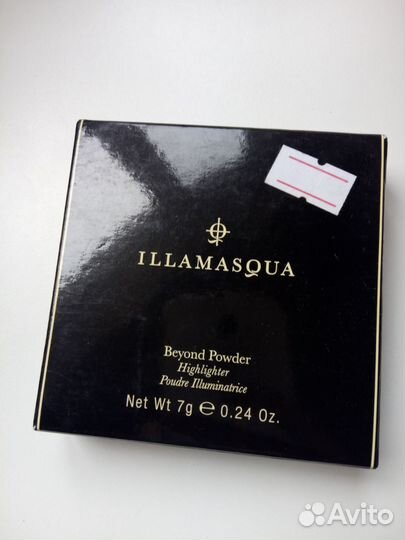 ILLAMASQUA
Beyond Powder
Highlighter
Poudre Illuminatrice
Net Wt 7g ℮ 0.24 Oz.
Avito